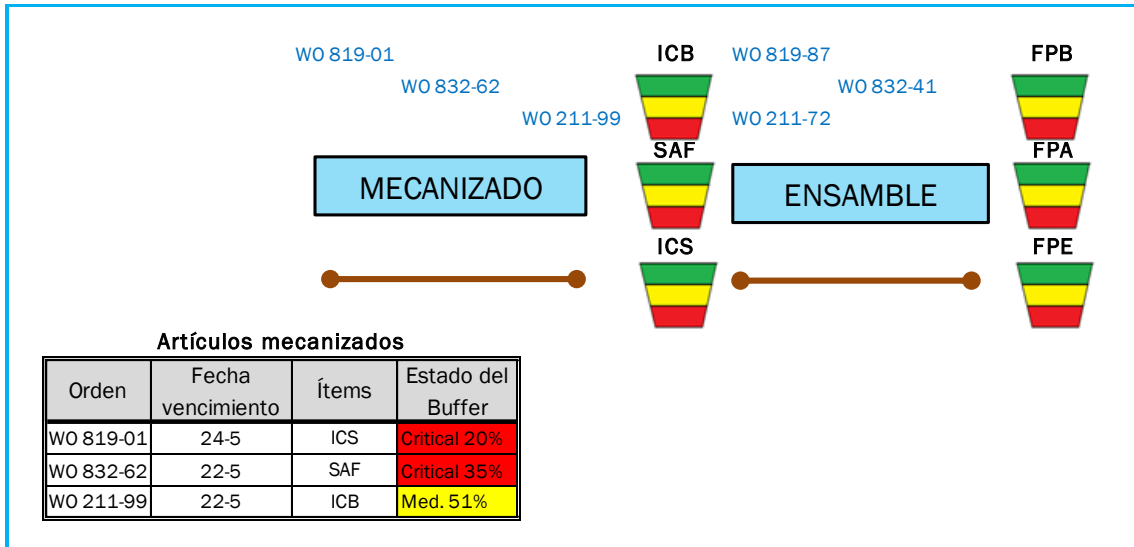 WO 819-01
ICB
WO 819-87
FPB
WO 832-62
WO 832-41
WO 211-99
WO 211-72
SAF
FPA
MECANIZADO
ENSAMBLE
ICS
FPE
Artículos mecanizados
Orden
Fecha
vencimiento
Ítems
Estado del
Buffer
WO 819-01 24-5 ICS Critical 20%
WO 832-62 22-5 SAF Critical 35%
WO 211-99 22-5 ICB Med. 51%